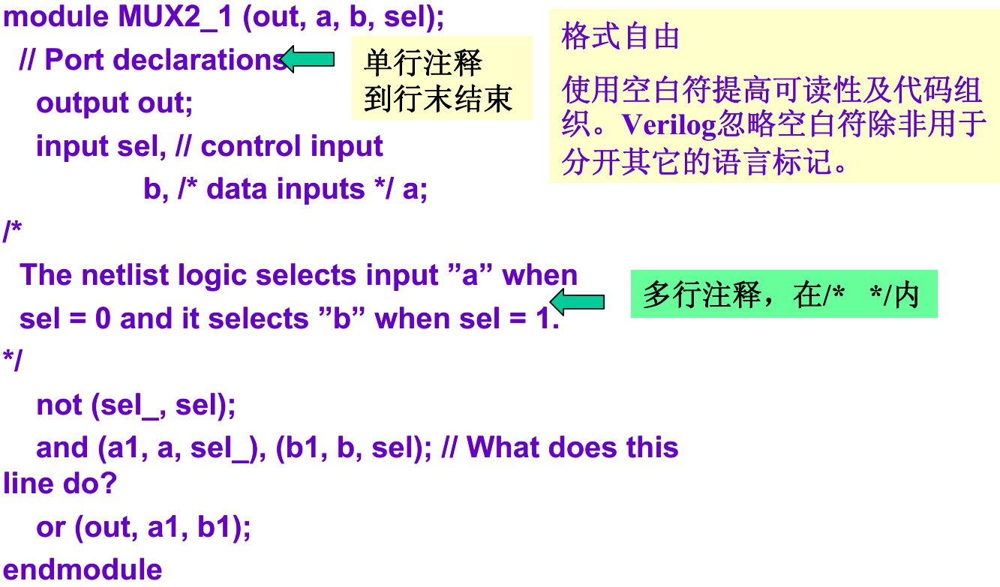 module MUX2_1 (out, a, b, sel);
// Port declarations
output out;
input sel, // control input
b, /* data inputs */ a;
/*
The netlist logic selects input ”a” when
sel = 0 and it selects ”b” when sel = 1.
*/
not (sel_, sel);
and (a1, a, sel_), (b1, b, sel); // What does this
line do?
or (out, a1, b1);
endmodule
单行注释
到行末结束
格式自由
使用空白符提高可读性及代码组
织。Verilog忽略空白符除非用于
分开其它的语言标记。
多行注释，在/* */内